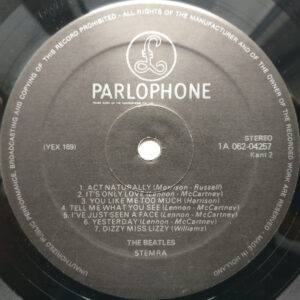 UNAUTHORIZED PUBLIC PERFORMANCE, BROADCASTING AND COPYING OF THIS RECORD PROHIBITED - ALL RIGHTS OF THE MANUFACTURER AND OF THE OWNER OF THE RECORDED WORK ARE RESERVED - MADE IN HOLLAND
PARLOPHONE
(YEX 169)
STEREO
1A 062-04257
Kant 2
1. ACT NATURALLY (Morrison - Russell)
2. IT'S ONLY LOVE (Lennon - McCartney)
3. YOU LIKE ME TOO MUCH (Harrison)
4. TELL ME WHAT YOU SEE (Lennon - McCartney)
5. I'VE JUST SEEN A FACE (Lennon - McCartney)
6. YESTERDAY (Lennon - McCartney)
7. DIZZY MISS LIZZY (Williams)
THE BEATLES
STEMRA